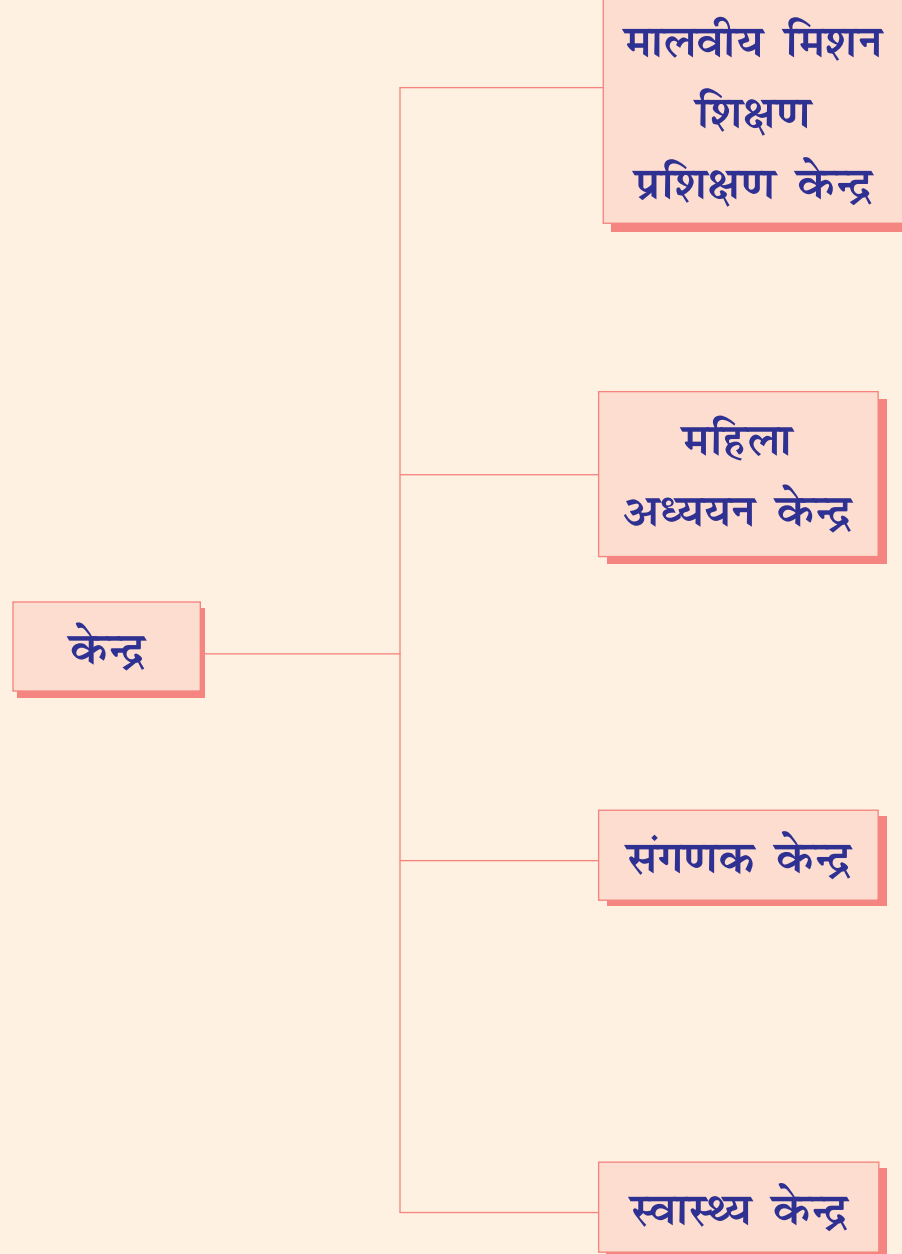 मालवीय मिशन
शिक्षण
प्रशिक्षण केन्द्र
महिला
अध्ययन केन्द्र
केन्द्र
संगणक केन्द्र
स्वास्थ्य केन्द्र